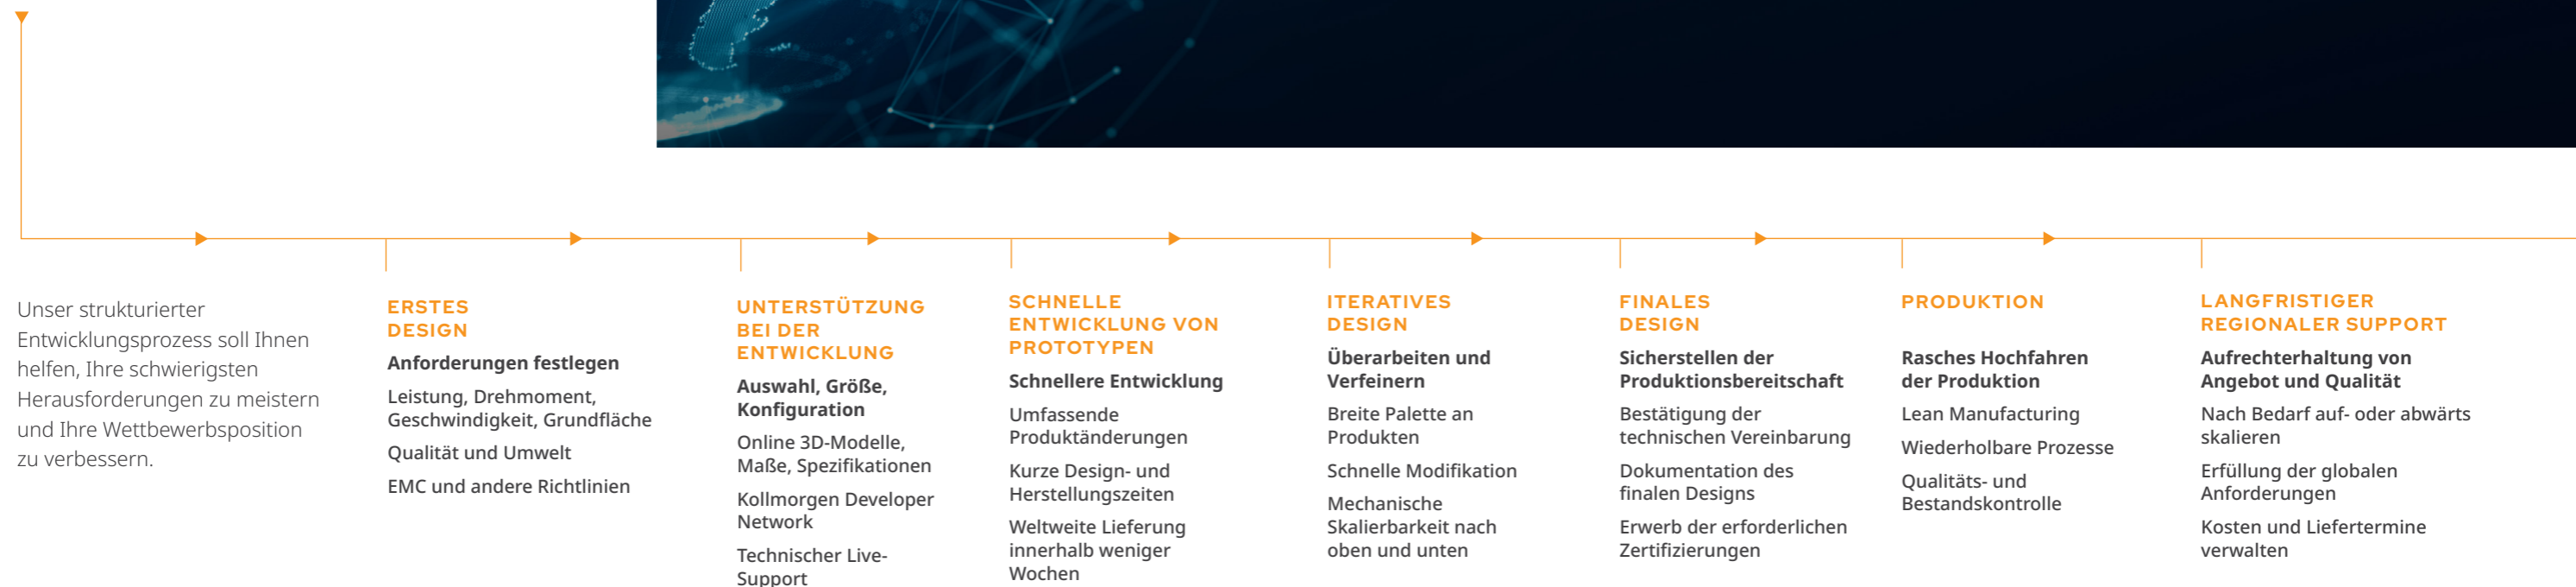 Unser strukturierter
Entwicklungsprozess soll Ihnen
helfen, Ihre schwierigsten
Herausforderungen zu meistern
und Ihre Wettbewerbsposition
zu verbessern.
ERSTES
DESIGN
Anforderungen festlegen
Leistung, Drehmoment,
Geschwindigkeit, Grundfläche
Qualität und Umwelt
EMC und andere Richtlinien
UNTERSTÜTZUNG
BEI DER
ENTWICKLUNG
Auswahl, Größe,
Konfiguration
Online 3D-Modelle,
Maße, Spezifikationen
Kollmorgen Developer
Network
Technischer Live-
Support
SCHNELLE
ENTWICKLUNG VON
PROTOTYPEN
Schnellere Entwicklung
Umfassende
Produktänderungen
Kurze Design- und
Herstellungszeiten
Weltweite Lieferung
innerhalb weniger
Wochen
ITERATIVES
DESIGN
Überarbeiten und
Verfeinern
Breite Palette an
Produkten
Schnelle Modifikation
Mechanische
Skalierbarkeit nach
oben und unten
FINALES
DESIGN
Sicherstellen der
Produktionsbereitschaft
Bestätigung der
technischen Vereinbarung
Dokumentation des
finalen Designs
Erwerb der erforderlichen
Zertifizierungen
PRODUKTION
Rasches Hochfahren
der Produktion
Lean Manufacturing
Wiederholbare Prozesse
Qualitäts- und
Bestandskontrolle
LANGFRISTIGER
REGIONALER SUPPORT
Aufrechterhaltung von
Angebot und Qualität
Nach Bedarf auf- oder abwärts
skalieren
Erfüllung der globalen
Anforderungen
Kosten und Liefertermine
verwalten